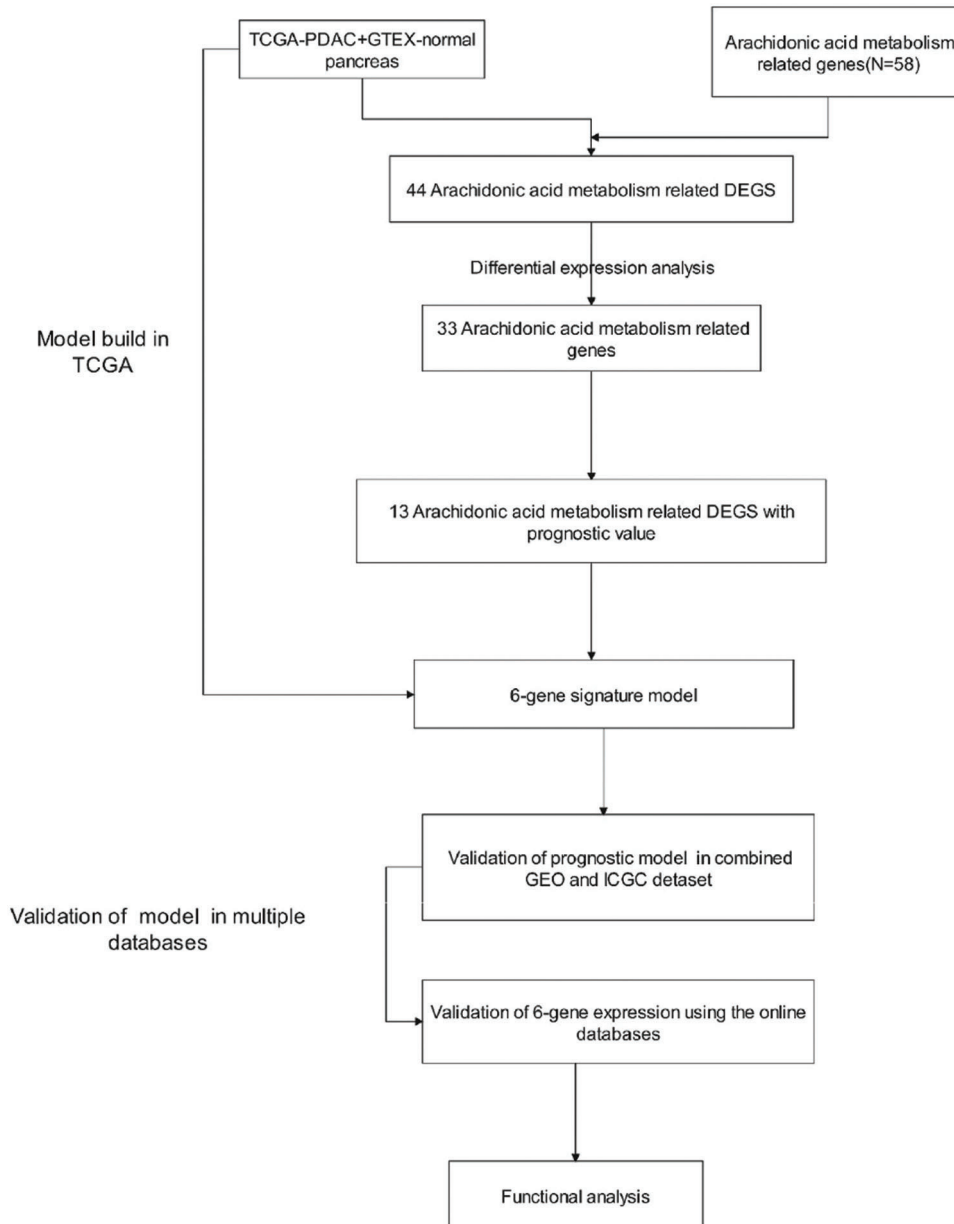 TCGA-PDAC+GTEX-normal
pancreas
Arachidonic acid metabolism
related genes(N=58)
44 Arachidonic acid metabolism related DEGS
Differential expression analysis
33 Arachidonic acid metabolism related
genes
Model build in
TCGA
13 Arachidonic acid metabolism related DEGS with
prognostic value
6-gene signature model
Validation of prognostic model in combined
GEO and ICGC detaset
Validation of model in multiple
databases
Validation of 6-gene expression using the online
databases
Functional analysis